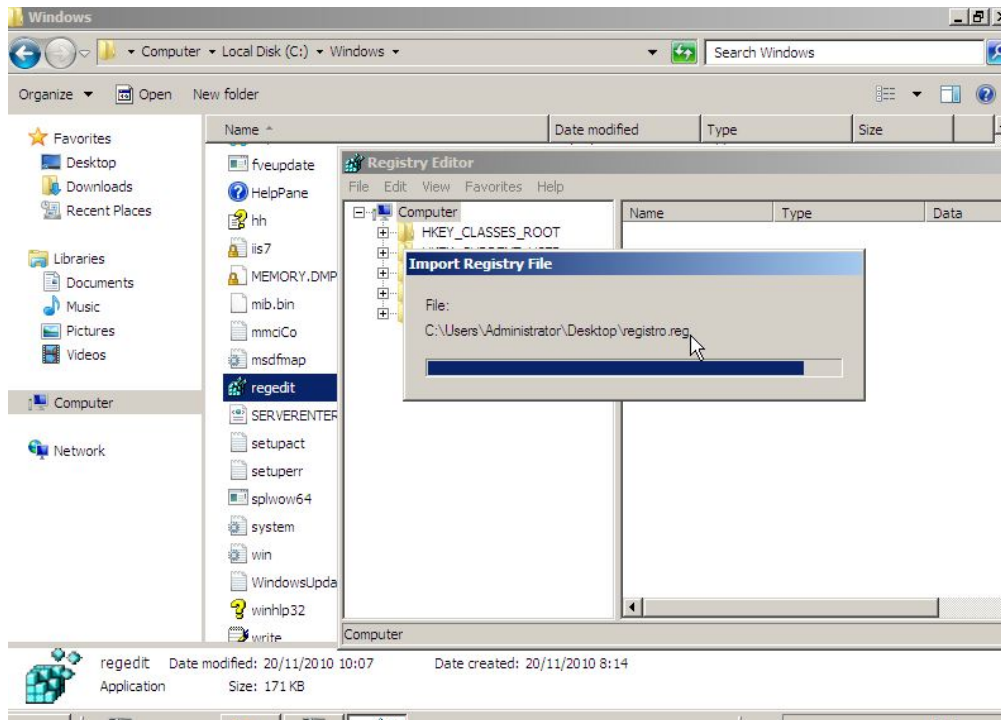 Windows
Computer Local Disk (C:) Windows
Search Windows
Organize Open New folder
Name Date modified Type Size
Favorites
Desktop
Downloads
Recent Places
Libraries
Documents
Music
Pictures
Videos
Computer
Network
fveupdate
HelpPane
hh
iis7
MEMORY.DMP
mib.bin
mmciCo
msdfmap
regedit
SERVERENTER
setupact
setuperr
splwow64
system
win
WindowsUpda
winhlp32
write
Registry Editor
File Edit View Favorites Help
Computer
HKEY_CLASSES_ROOT
Name Type Data
Import Registry File
File:
C:\Users\Administrator\Desktop\registro.reg
Computer
regedit Date modified: 20/11/2010 10:07 Date created: 20/11/2010 8:14
Application Size: 171 KB